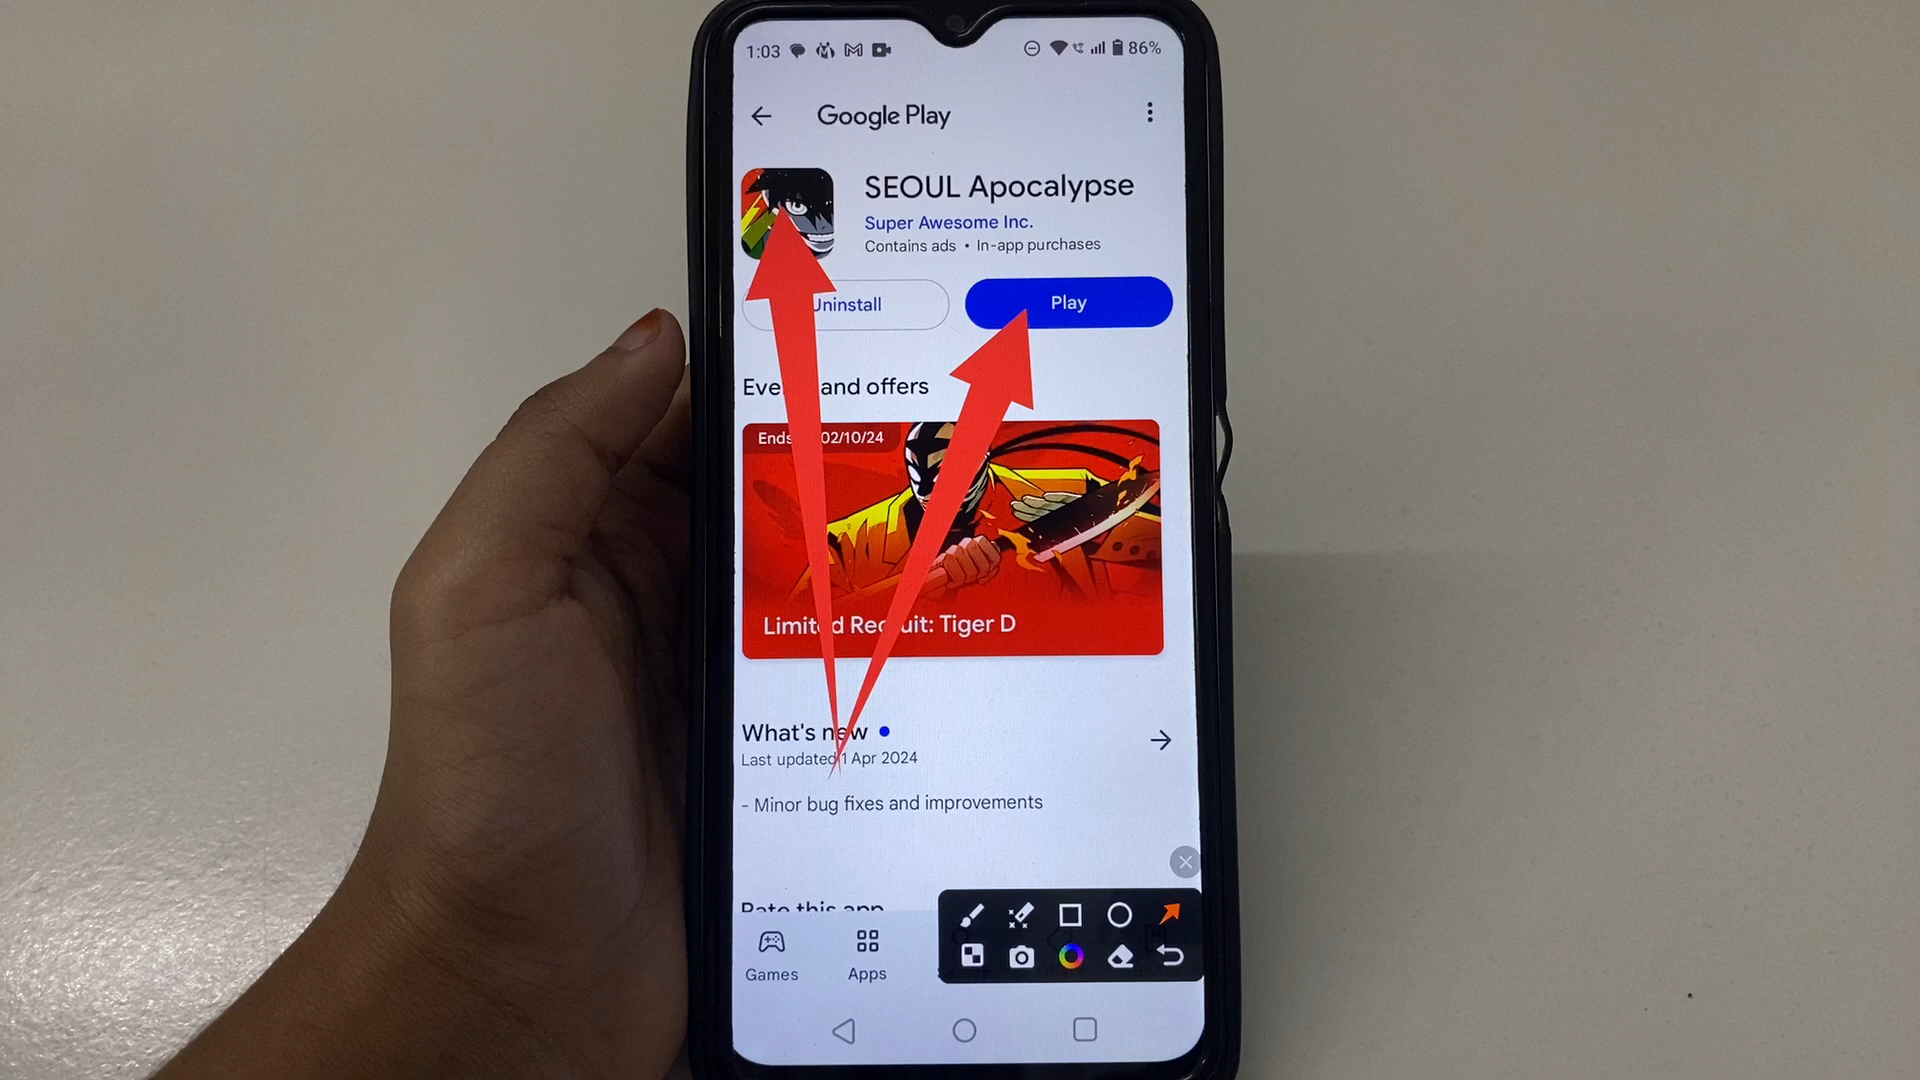 1:03 86%
Google Play
SEOUL Apocalypse
Super Awesome Inc.
Contains ads • In-app purchases
Uninstall Play
and offers
Ends 02/10/24
Limited Recruit: Tiger D
What's new
Last updated 1 Apr 2024
- Minor bug fixes and improvements
Rate this app
Games Apps